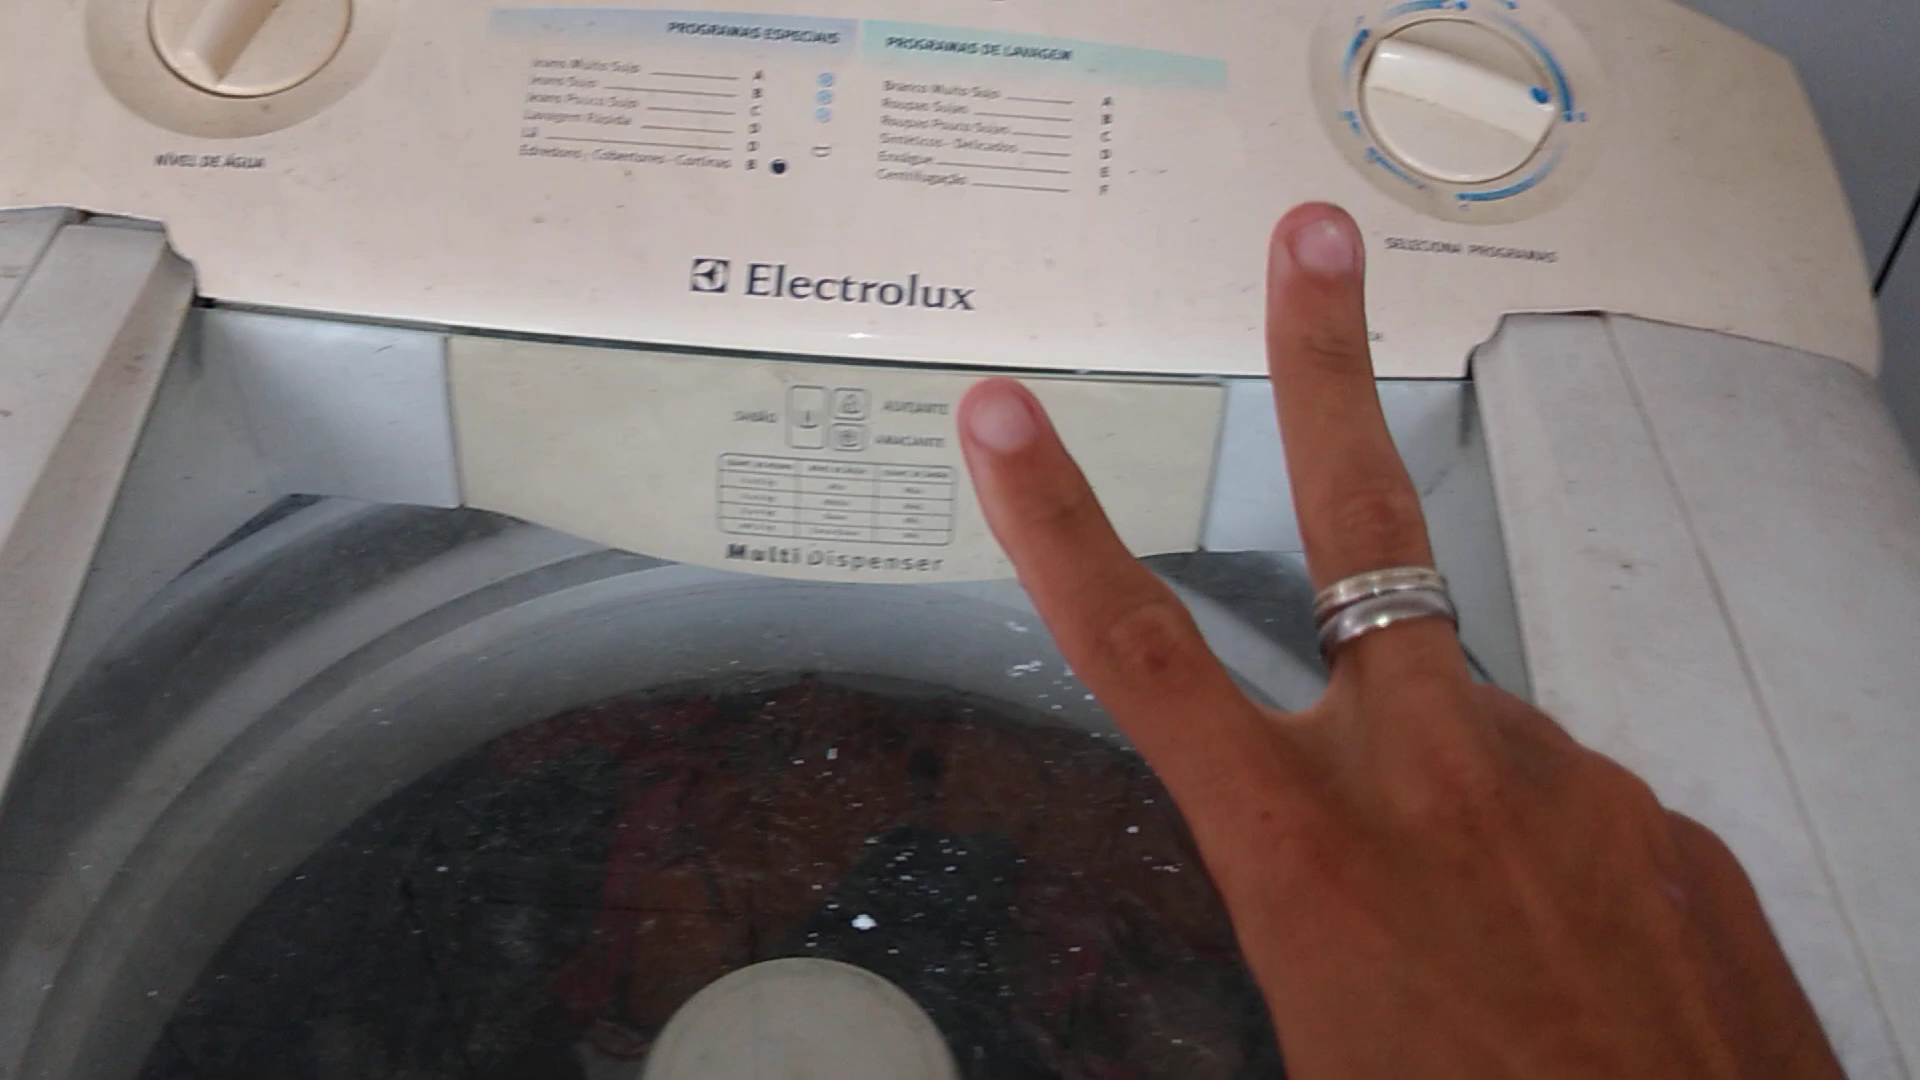 PROGRAMAS ESPECIAIS
Jeans Muito Sujo A
Jeans Sujo B
Jeans Pouco Sujo C
Lavagem Rápida D
Lã D
Edredons - Cobertores - Cortinas B
PROGRAMAS DE LAVAGEM
Branco Muito Sujo A
Roupas Sujas B
Roupas Pouco Sujas C
Sintéticos - Delicados D
Enxágue E
Centrifugação F
NÍVEL DE ÁGUA
SELECIONA PROGRAMAS
Electrolux
SABÃO
ALVEJANTE
AMACIANTE
Multi Dispenser